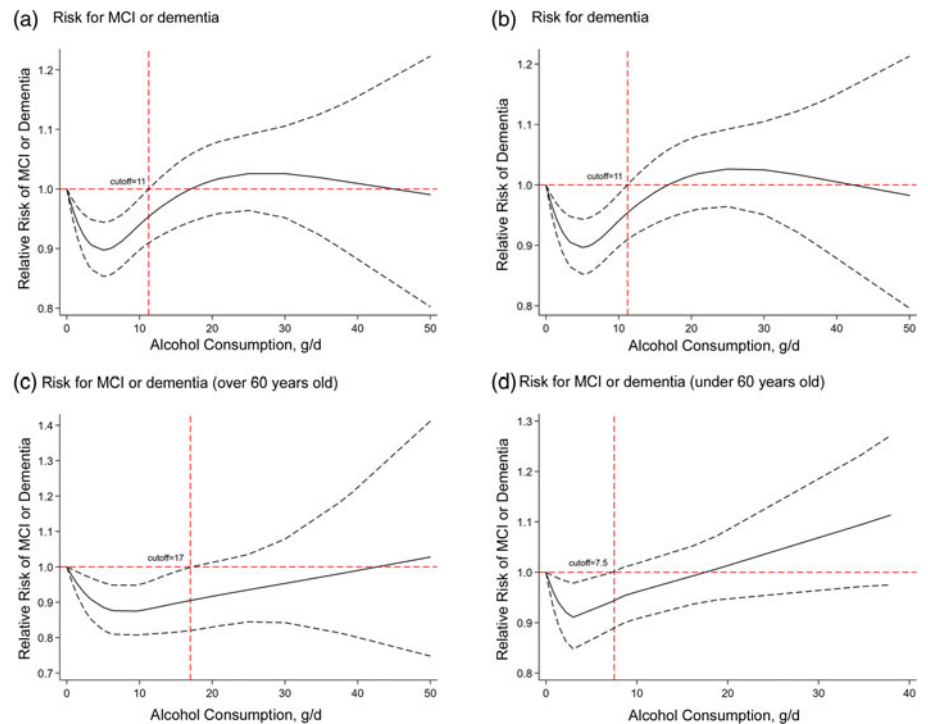 (a) Risk for MCI or dementia
Relative Risk of MCI or Dementia
1.2
1.1
1.0
0.9
0.8
cutoff=11
0 10 20 30 40 50
Alcohol Consumption, g/d
(b) Risk for dementia
Relative Risk of Dementia
1.2
1.1
1.0
0.9
0.8
cutoff=11
0 10 20 30 40 50
Alcohol Consumption, g/d
(c) Risk for MCI or dementia (over 60 years old)
Relative Risk of MCI or Dementia
1.4
1.3
1.2
1.1
1.0
0.9
0.8
0.7
cutoff=17
0 10 20 30 40 50
Alcohol Consumption, g/d
(d) Risk for MCI or dementia (under 60 years old)
Relative Risk of MCI or Dementia
1.3
1.2
1.1
1.0
0.9
0.8
cutoff=7.5
0 10 20 30 40
Alcohol Consumption, g/d